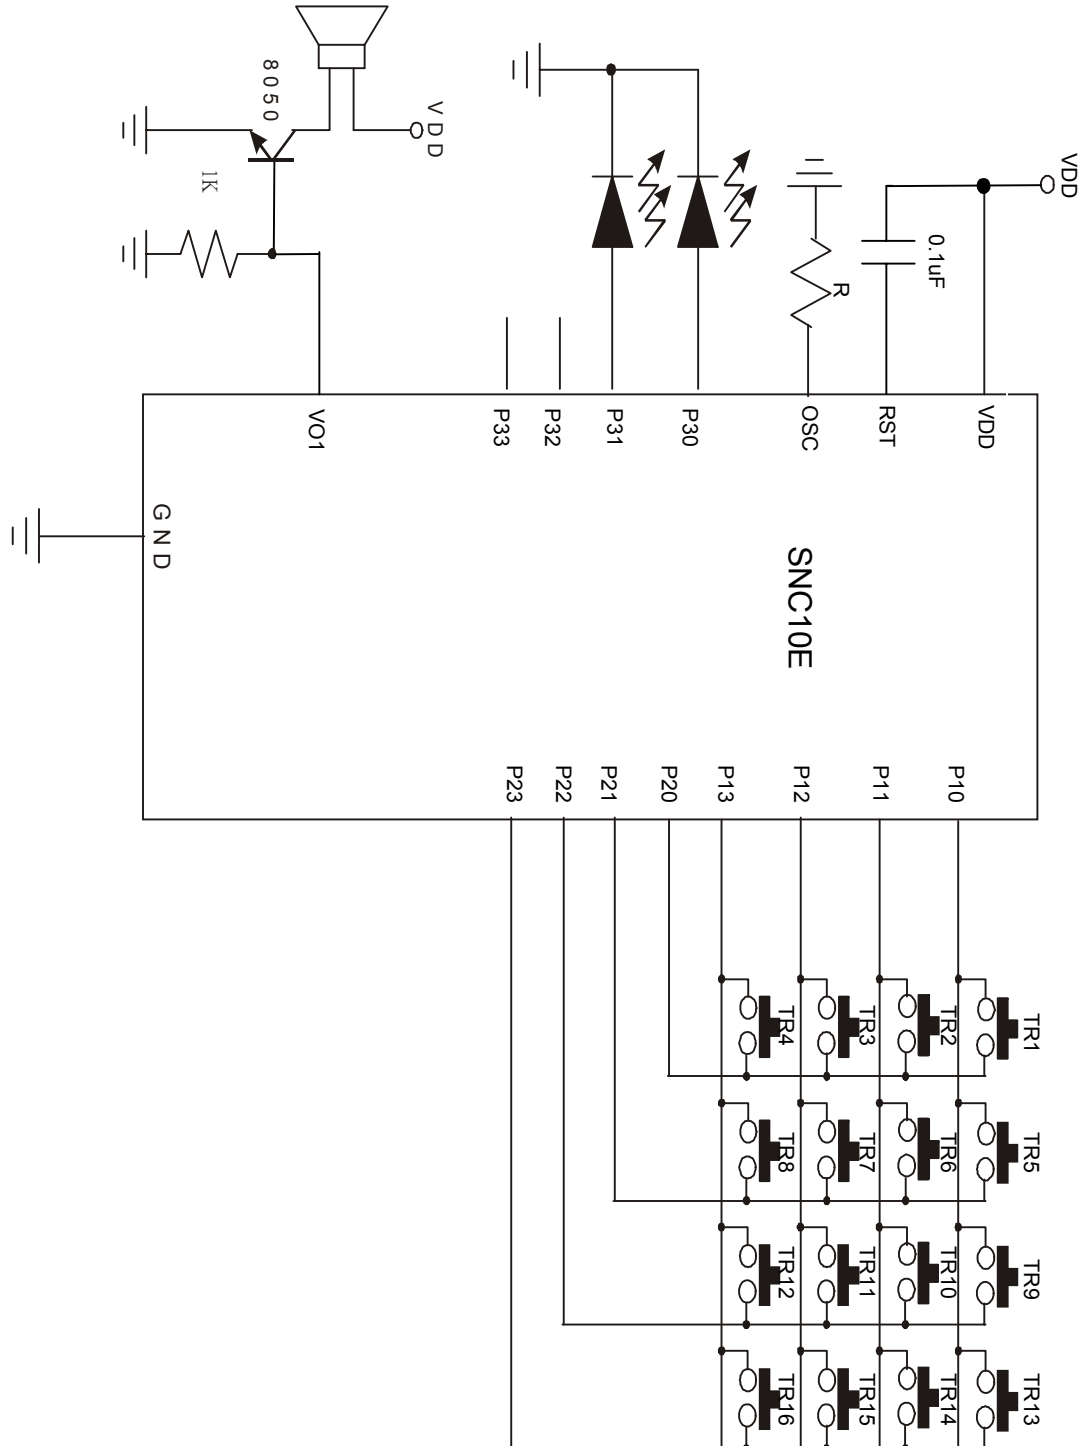 VDD
0.1uF
R
VDD
8050
1K
VDD
RST
OSC
P30
P31
P32
P33
VO1
GND
SNC10E
P10
P11
P12
P13
P20
P21
P22
P23
TR1
TR2
TR3
TR4
TR5
TR6
TR7
TR8
TR9
TR10
TR11
TR12
TR13
TR14
TR15
TR16